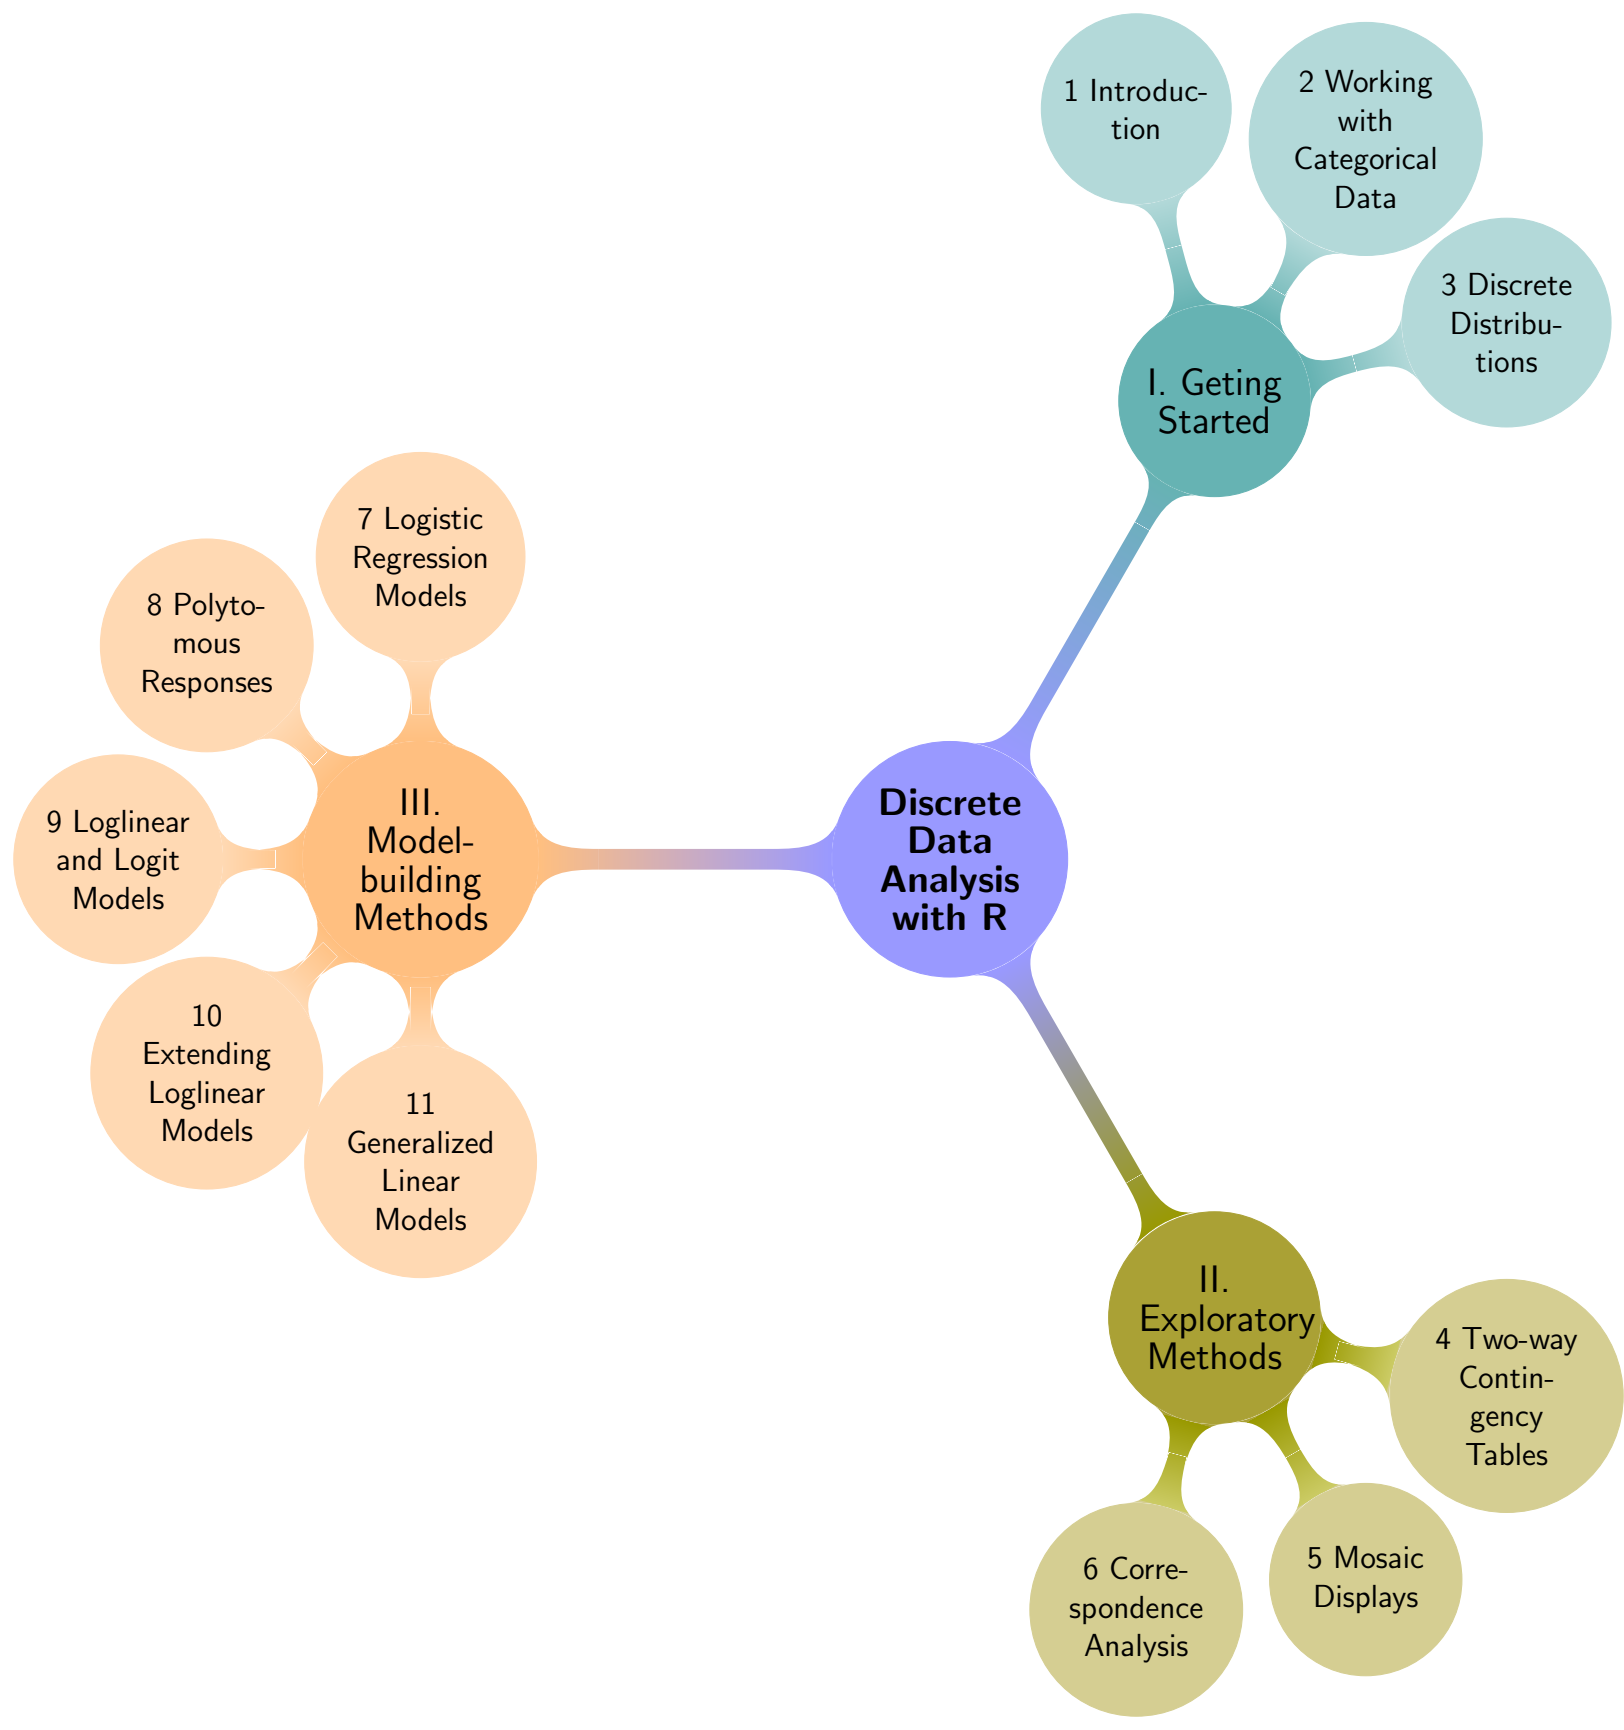 1 Introduc-
tion
2 Working
with
Categorical
Data
3 Discrete
Distribu-
tions
I. Geting
Started
7 Logistic
Regression
Models
8 Polyto-
mous
Responses
9 Loglinear
and Logit
Models
10
Extending
Loglinear
Models
11
Generalized
Linear
Models
III.
Model-
building
Methods
Discrete
Data
Analysis
with R
II.
Exploratory
Methods
4 Two-way
Contin-
gency
Tables
5 Mosaic
Displays
6 Corre-
spondence
Analysis